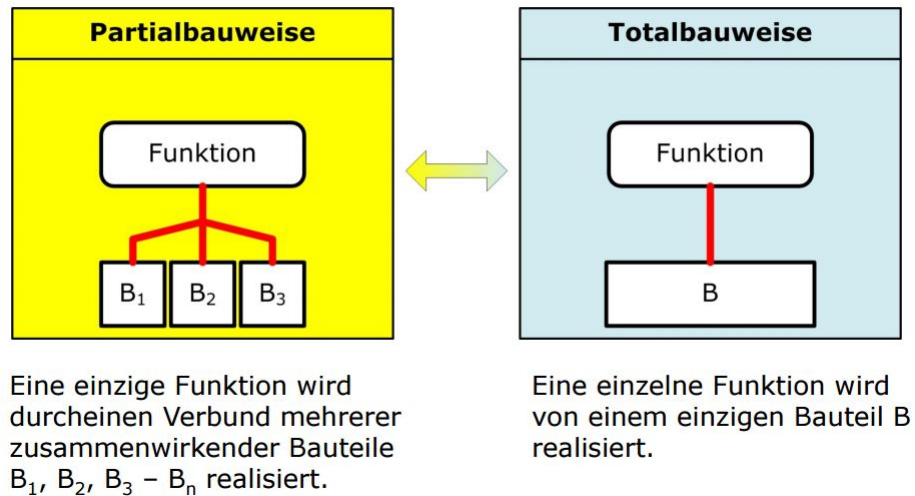 Partialbauweise
Funktion
B₁ B₂ B₃
Eine einzige Funktion wird
durcheinen Verbund mehrerer
zusammenwirkender Bauteile
B₁, B₂, B₃ – Bₙ realisiert.
Totalbauweise
Funktion
B
Eine einzelne Funktion wird
von einem einzigen Bauteil B
realisiert.